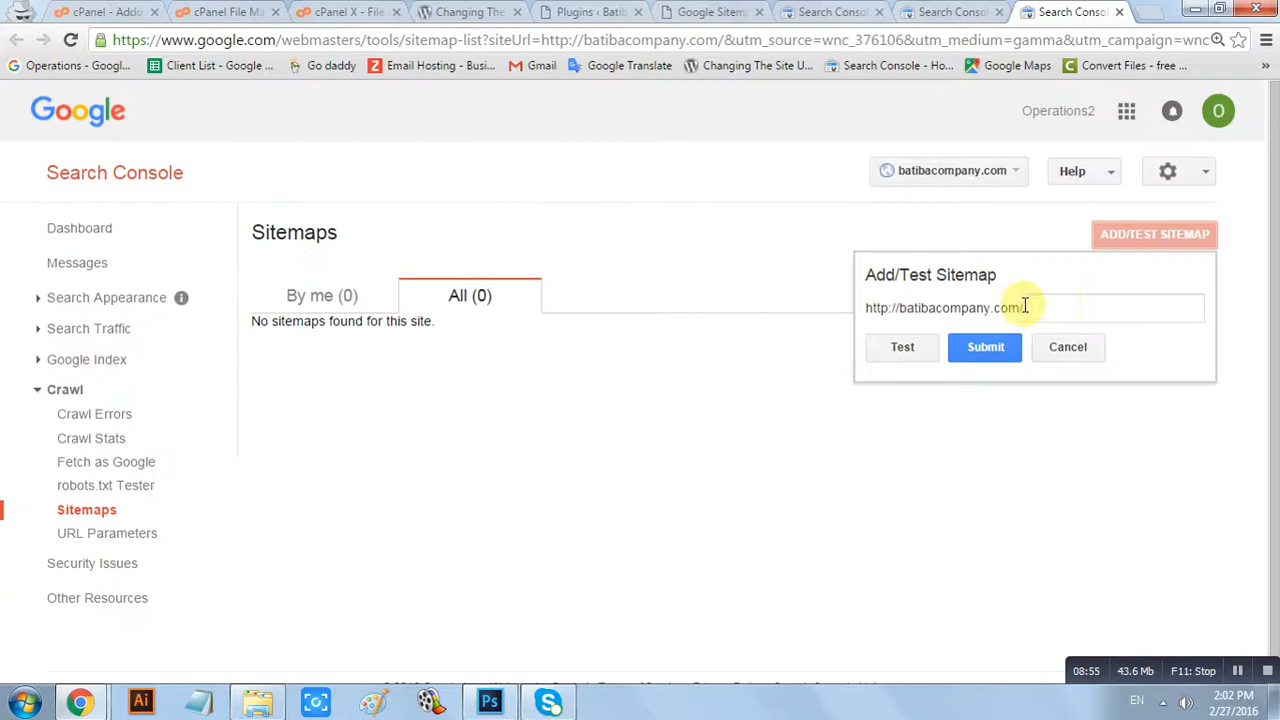 cPanel - Addo
cPanel File Ma
cPanel X - File
Changing The
Plugins ‹ Batib
Google Sitem
Search Conso
Search Conso
Search Conso
https://www.google.com/webmasters/tools/sitemap-list?siteUrl=http://batibacompany.com/&utm_source=wnc_376106&utm_medium=gamma&utm_campaign=wnc
Operations - Googl...
Client List - Google ...
Go daddy
Email Hosting - Busi...
Gmail
Google Translate
Changing The Site U...
Search Console - Ho...
Google Maps
Convert Files - free ...
»
Google
Operations2
O
Search Console
batibacompany.com
Help
Dashboard
Messages
Search Appearance
Search Traffic
Google Index
Crawl
Crawl Errors
Crawl Stats
Fetch as Google
robots.txt Tester
Sitemaps
URL Parameters
Security Issues
Other Resources
Sitemaps
ADD/TEST SITEMAP
By me (0)
All (0)
No sitemaps found for this site.
Add/Test Sitemap
http://batibacompany.com/
Test
Submit
Cancel
08:55
43.6 Mb
F11: Stop
Ai
Ps
EN
2:02 PM
2/27/2016